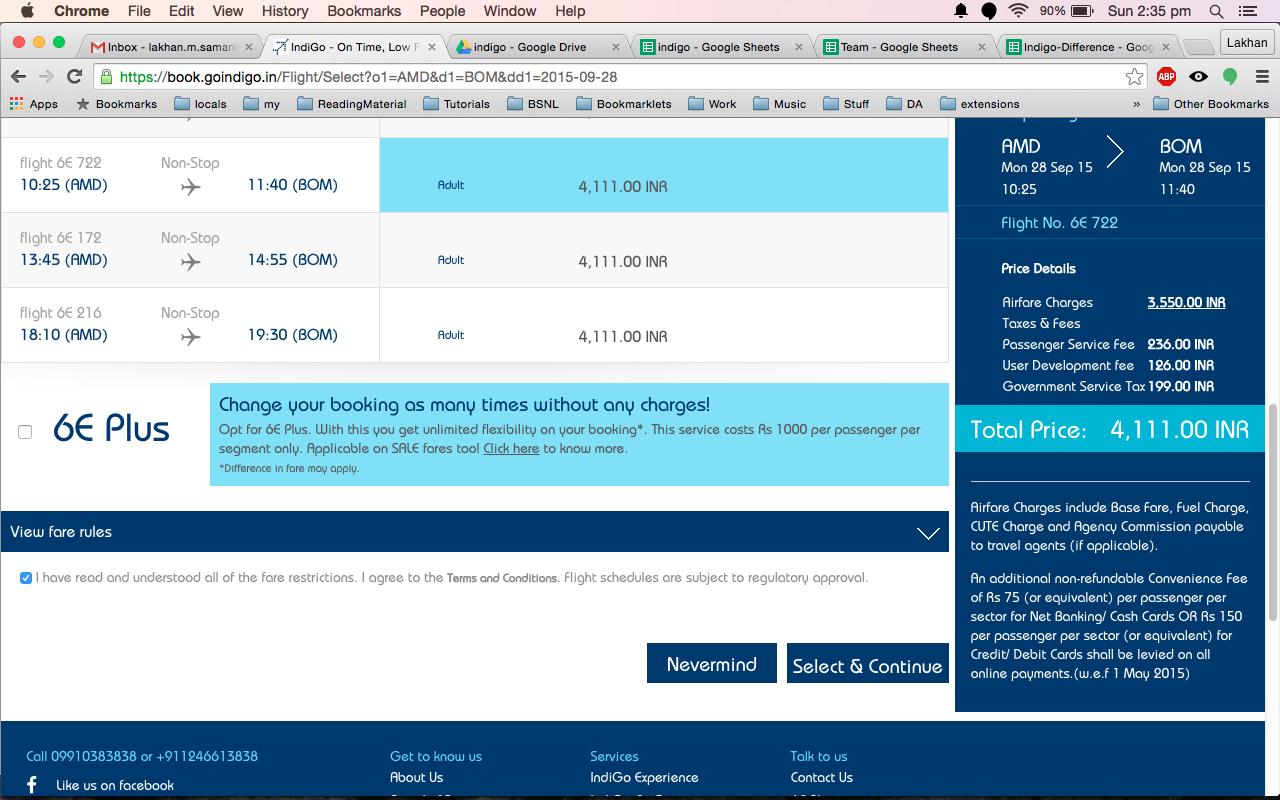 Chrome File Edit View History Bookmarks People Window Help 90% Sun 2:35 pm
Inbox - lakhan.m.samani IndiGo - On Time, Low F indigo - Google Drive indigo - Google Sheets Team - Google Sheets Indigo-Difference - Goog Lakhan
https://book.goindigo.in/Flight/Select?o1=AMD&d1=BOM&dd1=2015-09-28 ABP
Apps Bookmarks locals my ReadingMaterial Tutorials BSNL Bookmarklets Work Music Stuff DA extensions » Other Bookmarks
flight 6E 722 Non-Stop
10:25 (AMD) 11:40 (BOM) Adult 4,111.00 INR
flight 6E 172 Non-Stop
13:45 (AMD) 14:55 (BOM) Adult 4,111.00 INR
flight 6E 216 Non-Stop
18:10 (AMD) 19:30 (BOM) Adult 4,111.00 INR
6E Plus
Change your booking as many times without any charges!
Opt for 6E Plus. With this you get unlimited flexibility on your booking*. This service costs Rs 1000 per passenger per
segment only. Applicable on SALE fares too! Click here to know more.
*Difference in fare may apply.
View fare rules
I have read and understood all of the fare restrictions. I agree to the Terms and Conditions. Flight schedules are subject to regulatory approval.
Nevermind Select & Continue
AMD BOM
Mon 28 Sep 15 Mon 28 Sep 15
10:25 11:40
Flight No. 6E 722
Price Details
Airfare Charges 3,550.00 INR
Taxes & Fees
Passenger Service Fee 236.00 INR
User Development fee 126.00 INR
Government Service Tax 199.00 INR
Total Price: 4,111.00 INR
Airfare Charges include Base Fare, Fuel Charge,
CUTE Charge and Agency Commission payable
to travel agents (if applicable).
An additional non-refundable Convenience Fee
of Rs 75 (or equivalent) per passenger per
sector for Net Banking/ Cash Cards OR Rs 150
per passenger per sector (or equivalent) for
Credit/ Debit Cards shall be levied on all
online payments.(w.e.f 1 May 2015)
Call 09910383838 or +911246613838 Get to know us Services Talk to us
Like us on facebook About Us IndiGo Experience Contact Us